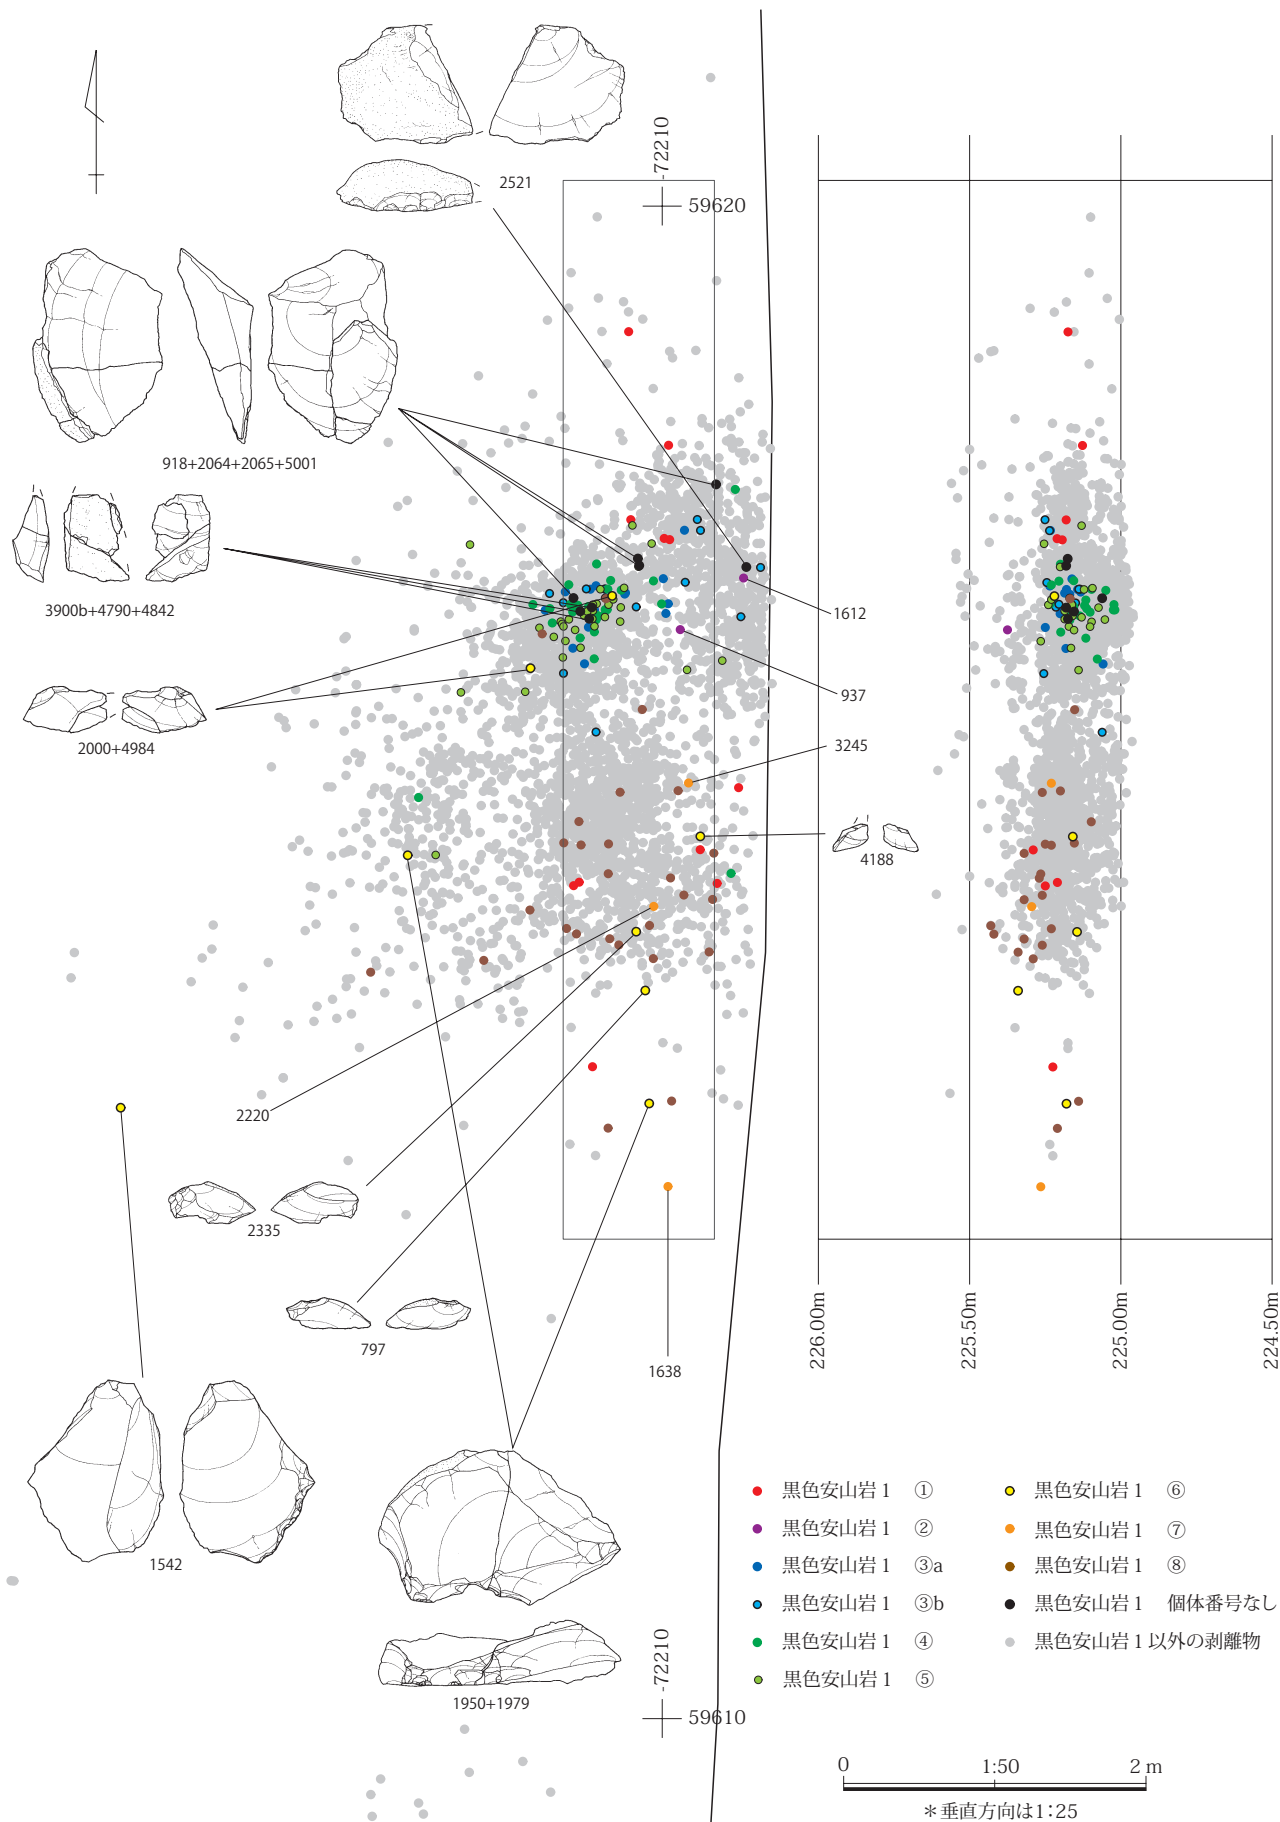 -72210
59620
2521
918+2064+2065+5001
3900b+4790+4842
1612
937
2000+4984
3245
4188
2220
2335
797
1638
226.00m
225.50m
225.00m
224.50m
1542
1950+1979
-72210
59610
黒色安山岩1 ①
黒色安山岩1 ②
黒色安山岩1 ③a
黒色安山岩1 ③b
黒色安山岩1 ④
黒色安山岩1 ⑤
黒色安山岩1 ⑥
黒色安山岩1 ⑦
黒色安山岩1 ⑧
黒色安山岩1 個体番号なし
黒色安山岩1以外の剥離物
0 1:50 2 m
＊垂直方向は1:25